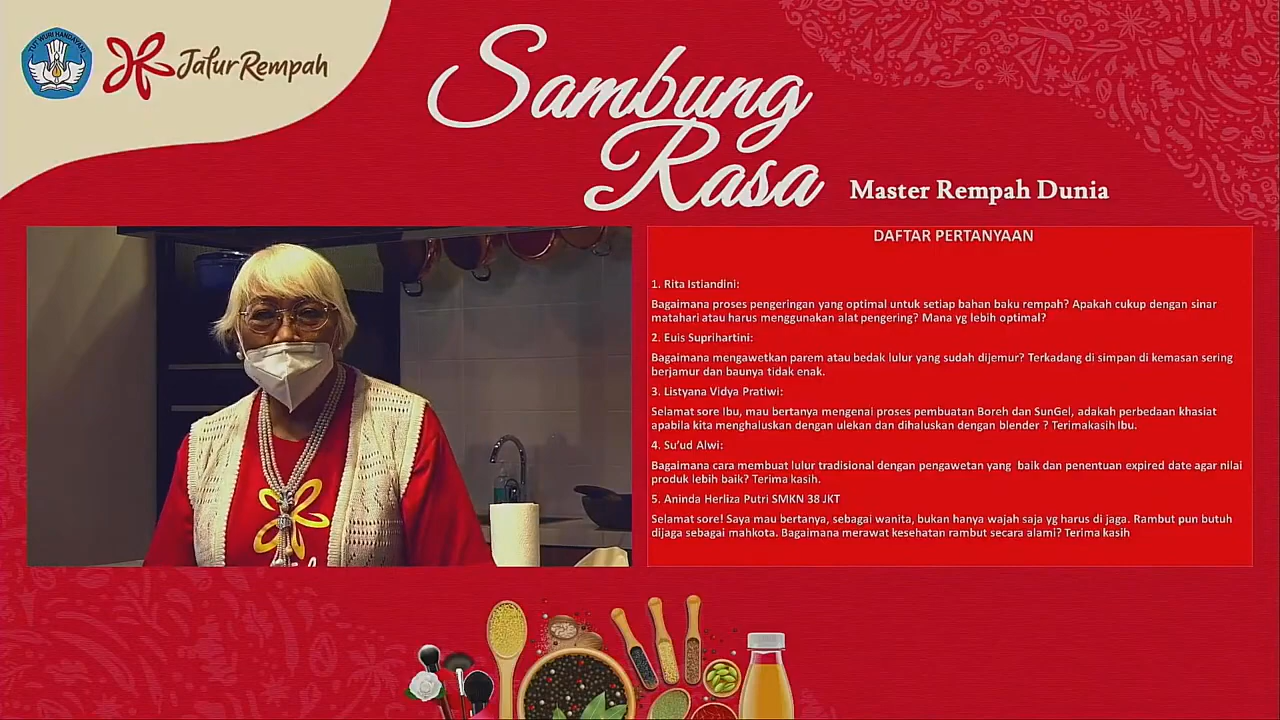 TUT WURI HANDAYANI
Jalur Rempah
Sambung
Rasa
Master Rempah Dunia
DAFTAR PERTANYAAN
1. Rita Istiandini:
Bagaimana proses pengeringan yang optimal untuk setiap bahan baku rempah? Apakah cukup dengan sinar
matahari atau harus menggunakan alat pengering? Mana yg lebih optimal?
2. Euis Suprihartini:
Bagaimana mengawetkan parem atau bedak lulur yang sudah dijemur? Terkadang di simpan di kemasan sering
berjamur dan baunya tidak enak.
3. Listyana Vidya Pratiwi:
Selamat sore Ibu, mau bertanya mengenai proses pembuatan Boreh dan SunGel, adakah perbedaan khasiat
apabila kita menghaluskan dengan ulekan dan dihaluskan dengan blender ? Terimakasih Ibu.
4. Su'ud Alwi:
Bagaimana cara membuat lulur tradisional dengan pengawetan yang baik dan penentuan expired date agar nilai
produk lebih baik? Terima kasih.
5. Aninda Herliza Putri SMKN 38 JKT
Selamat sore! Saya mau bertanya, sebagai wanita, bukan hanya wajah saja yg harus di jaga. Rambut pun butuh
dijaga sebagai mahkota. Bagaimana merawat kesehatan rambut secara alami? Terima kasih